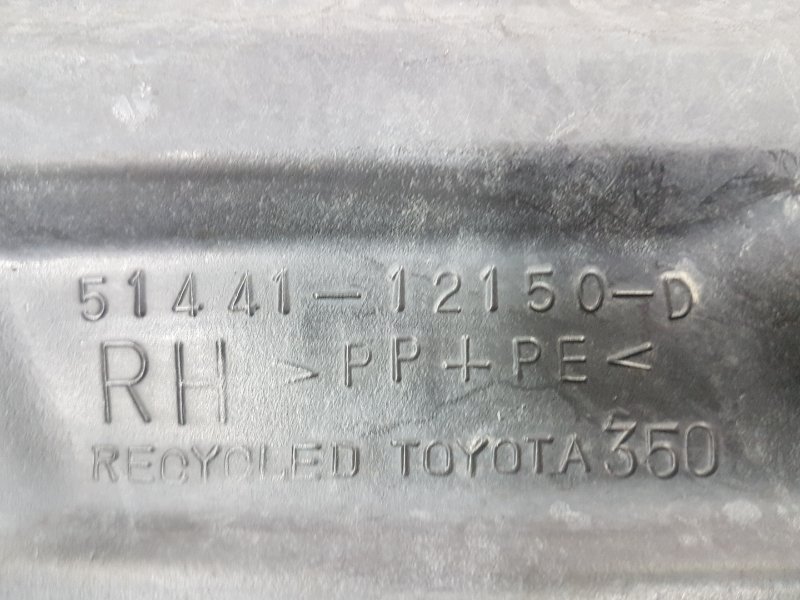 51441-12150-D
RH >PP+PE<
RECYCLED TOYOTA 350